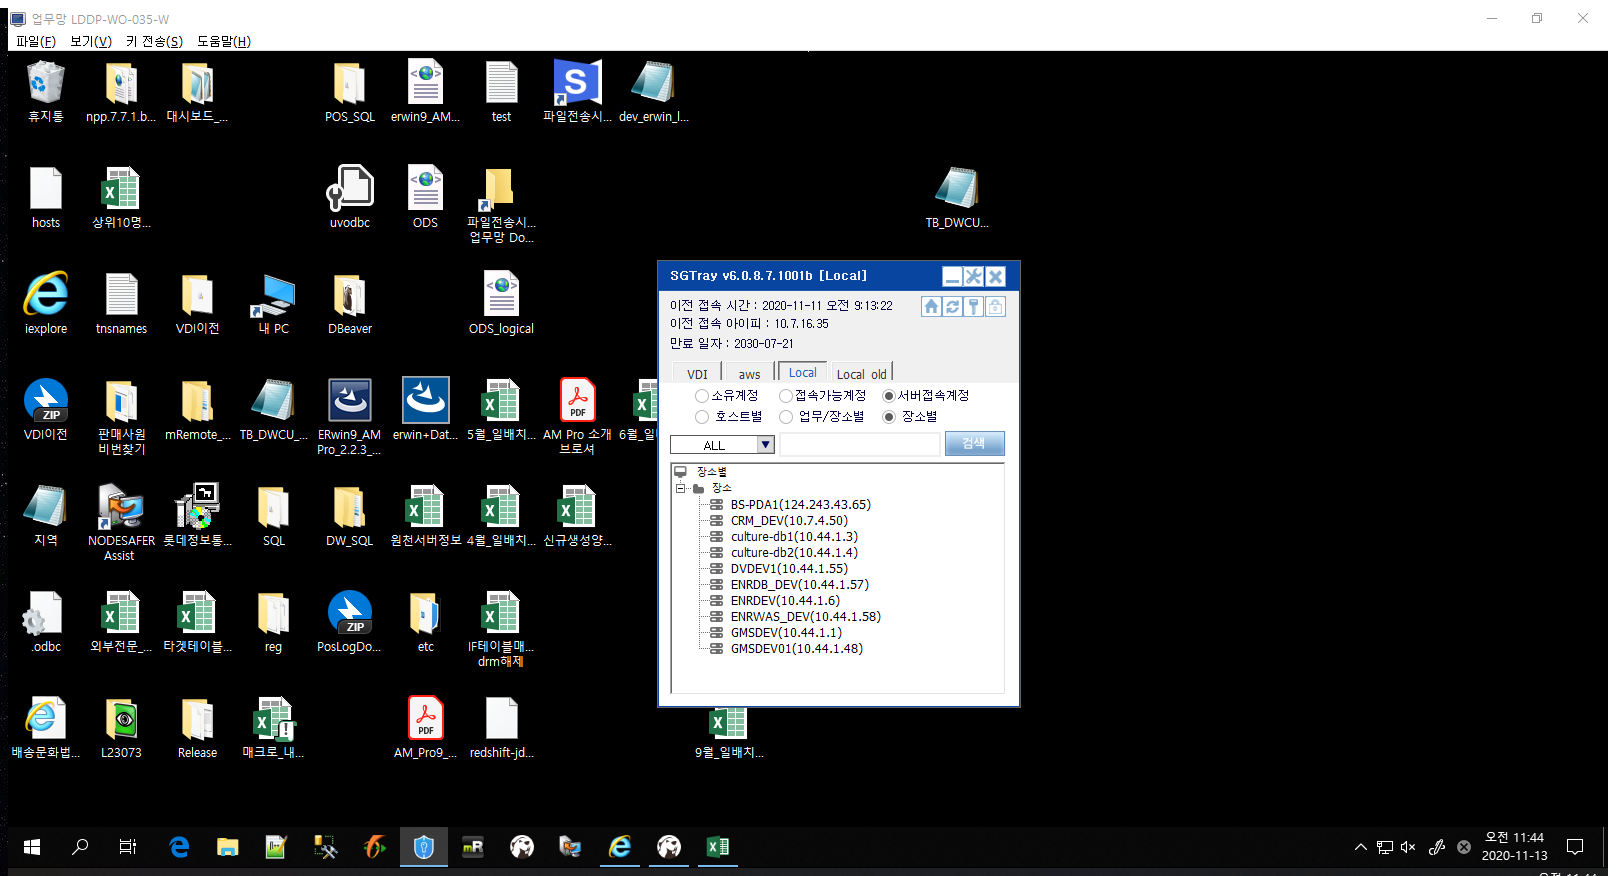 업무망 LDDP-WO-035-W
파일(F) 보기(V) 키 전송(S) 도움말(H)
휴지통
npp.7.7.1.b...
대시보드_...
POS_SQL
erwin9_AM...
test
파일전송시...
dev_erwin_l...
hosts
상위10명...
uvodbc
ODS
파일전송시...
업무망 Do...
TB_DWCU...
iexplore
tnsnames
VDI이전
내 PC
DBeaver
ODS_logical
ZIP
VDI이전
판매사원
비번찾기
mRemote_...
TB_DWCU_...
ERwin9_AM
Pro_2.2.3_...
erwin+Dat...
5월_일배치...
PDF
AM Pro 소개
브로셔
6월_일
지역
NODESAFER
Assist
롯데정보통...
SQL
DW_SQL
원천서버정보
4월_일배치...
신규생성양...
.odbc
외부전문_...
타겟테이블...
reg
ZIP
PosLogDo...
etc
IF테이블매...
drm해제
배송문화법...
L23073
Release
매크로_내...
PDF
AM_Pro9_...
redshift-jd...
9월_일배치...
SGTray v6.0.8.7.1001b [Local]
이전 접속 시간 : 2020-11-11 오전 9:13:22
이전 접속 아이피 : 10.7.16.35
만료 일자 : 2030-07-21
VDI aws Local Local_old
소유계정 접속가능계정 서버접속계정
호스트별 업무/장소별 장소별
ALL 검색
장소별
장소
BS-PDA1(124.243.43.65)
CRM_DEV(10.7.4.50)
culture-db1(10.44.1.3)
culture-db2(10.44.1.4)
DVDEV1(10.44.1.55)
ENRDB_DEV(10.44.1.57)
ENRDEV(10.44.1.6)
ENRWAS_DEV(10.44.1.58)
GMSDEV(10.44.1.1)
GMSDEV01(10.44.1.48)
mR
오전 11:44
2020-11-13